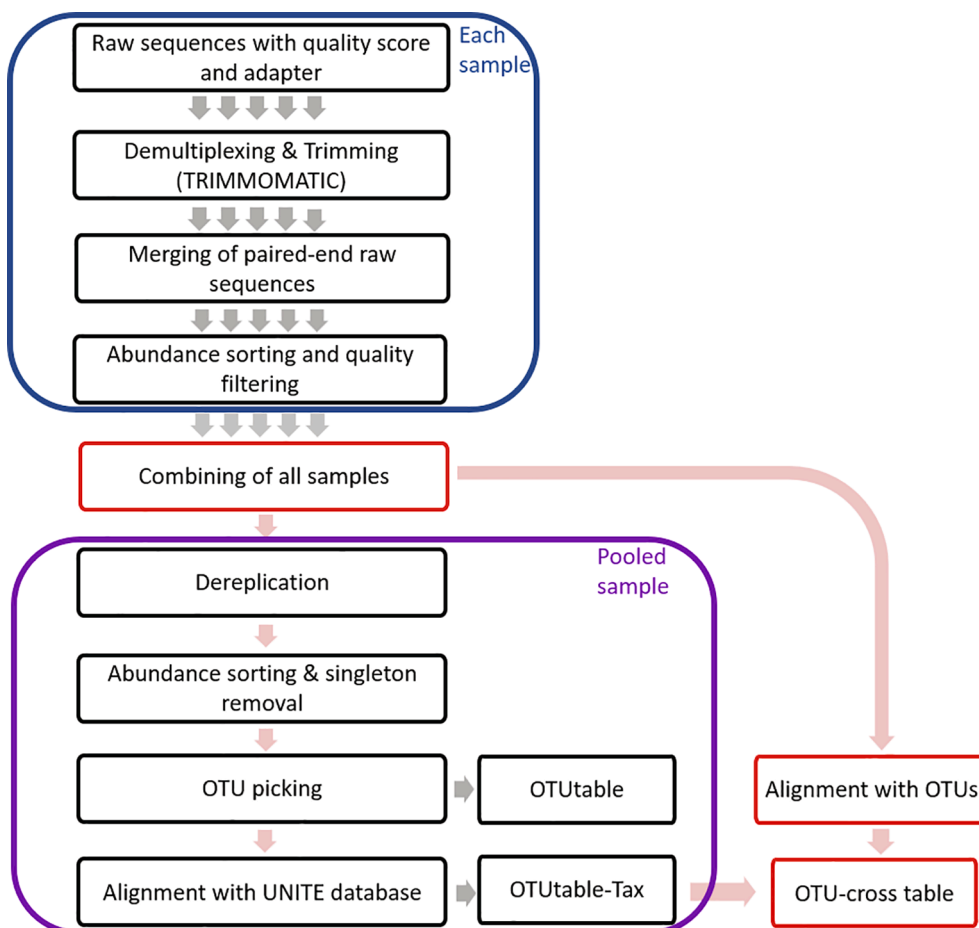 Raw sequences with quality score
and adapter
Each
sample
Demultiplexing & Trimming
(TRIMMOMATIC)
Merging of paired-end raw
sequences
Abundance sorting and quality
filtering
Combining of all samples
Pooled
sample
Dereplication
Abundance sorting & singleton
removal
OTU picking
OTUtable
Alignment with OTUs
Alignment with UNITE database
OTUtable-Tax
OTU-cross table